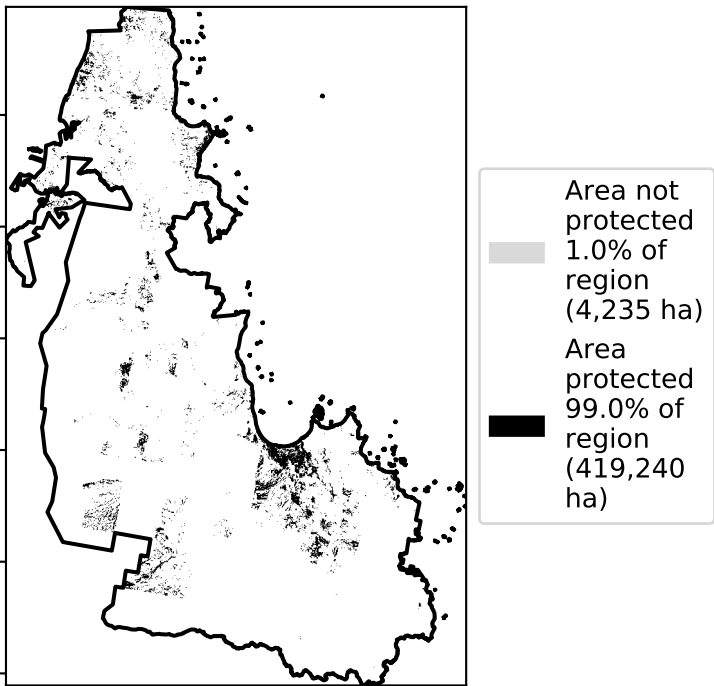 Area not
protected
1.0% of
region
(4,235 ha)
Area
protected
99.0% of
region
(419,240
ha)